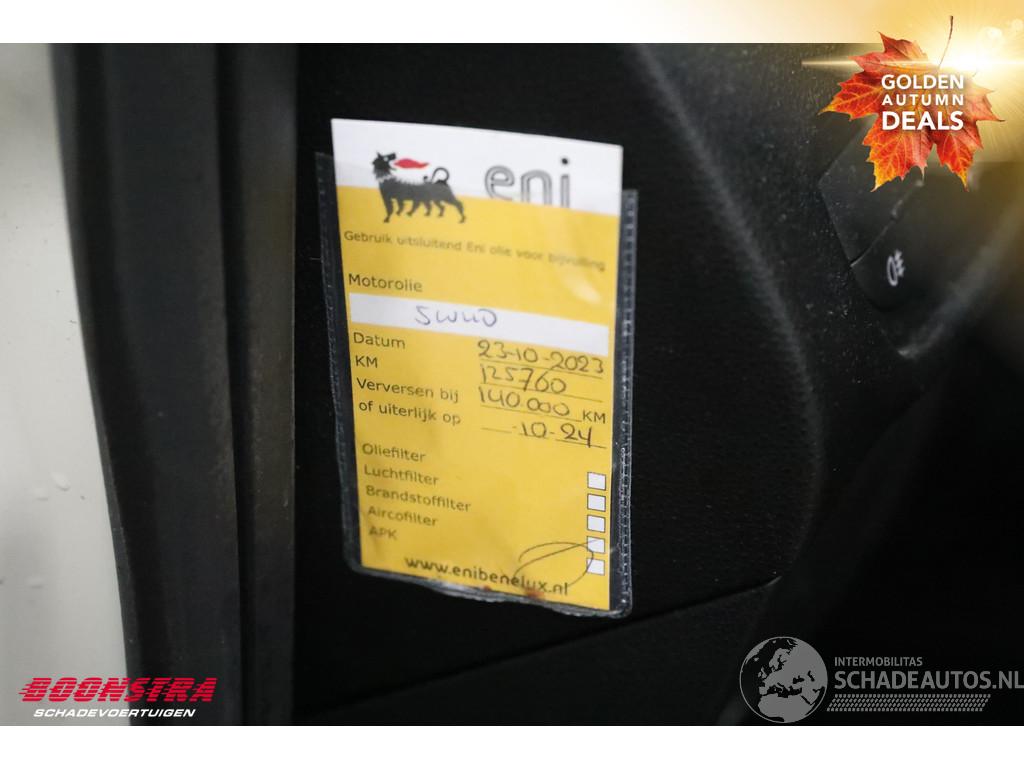 GOLDEN
AUTUMN
DEALS
eni
Gebruik uitsluitend Eni olie voor bijvulling
Motorolie
5W40
Datum 23-10-2023
KM 125760
Verversen bij 140.000 KM
of uiterlijk op -10-24
Oliefilter
Luchtfilter
Brandstoffilter
Aircofilter
APK
www.enibenelux.nl
BOONSTRA
SCHADEVOERTUIGEN
INTERMOBILITAS
SCHADEAUTOS.NL